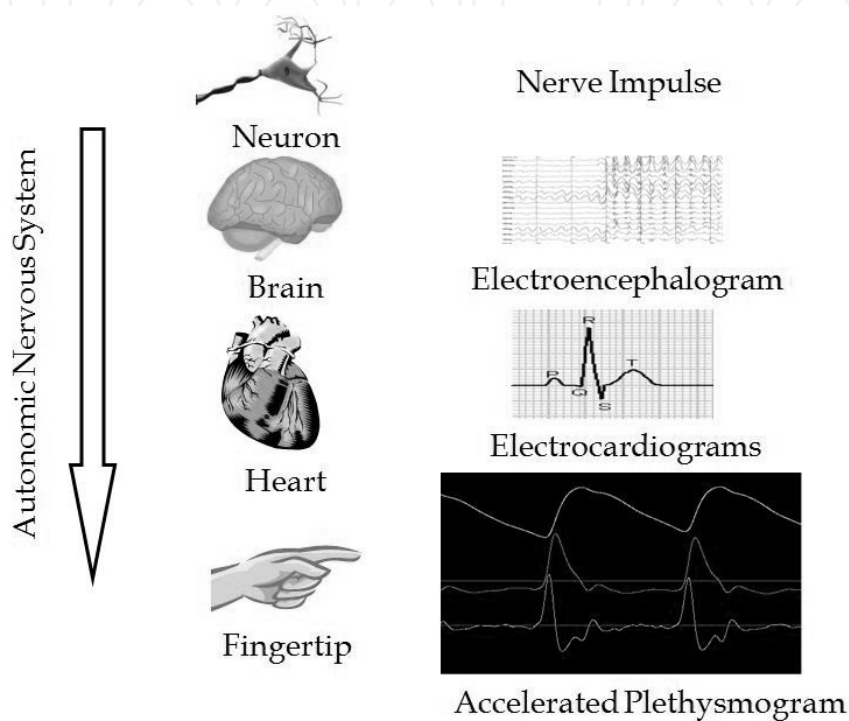 Autonomic Nervous System
Neuron
Nerve Impulse
Brain
Electroencephalogram
R
P
T
Q
S
Heart
Electrocardiograms
Fingertip
Accelerated Plethysmogram